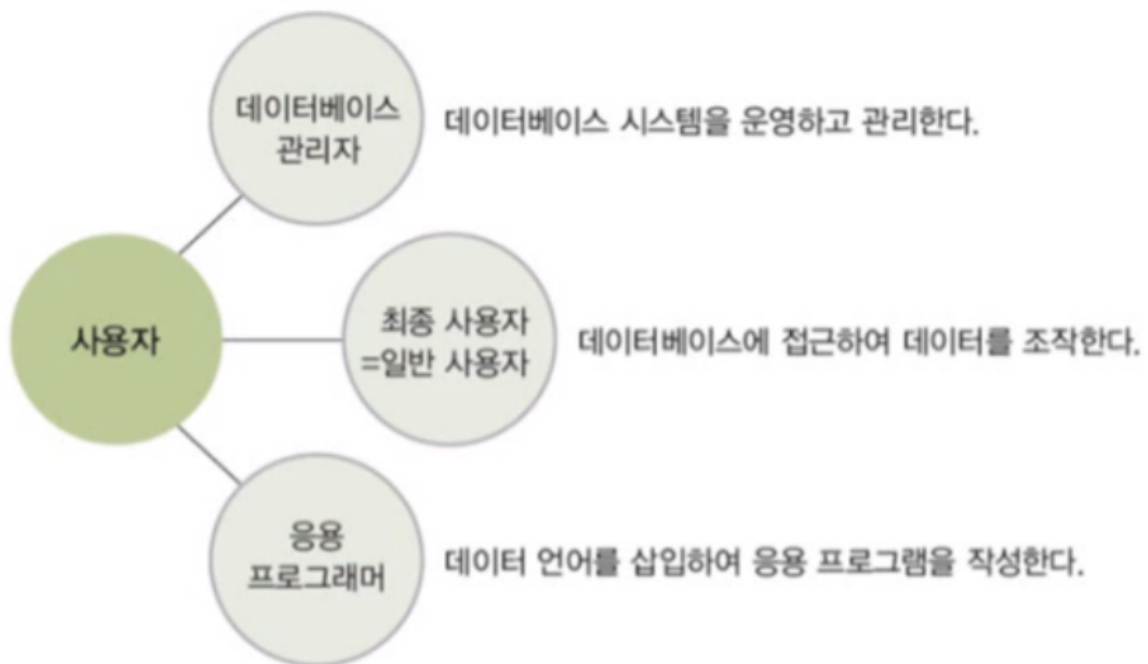 데이터베이스
관리자
데이터베이스 시스템을 운영하고 관리한다.
사용자
최종 사용자
=일반 사용자
데이터베이스에 접근하여 데이터를 조작한다.
응용
프로그래머
데이터 언어를 삽입하여 응용 프로그램을 작성한다.